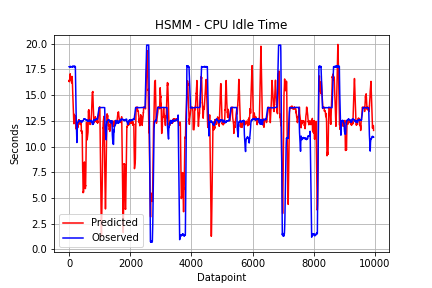 HSMM - CPU Idle Time
20.0
17.5
15.0
12.5
10.0
7.5
5.0
2.5
0.0
Seconds
Predicted
Observed
0 2000 4000 6000 8000 10000
Datapoint